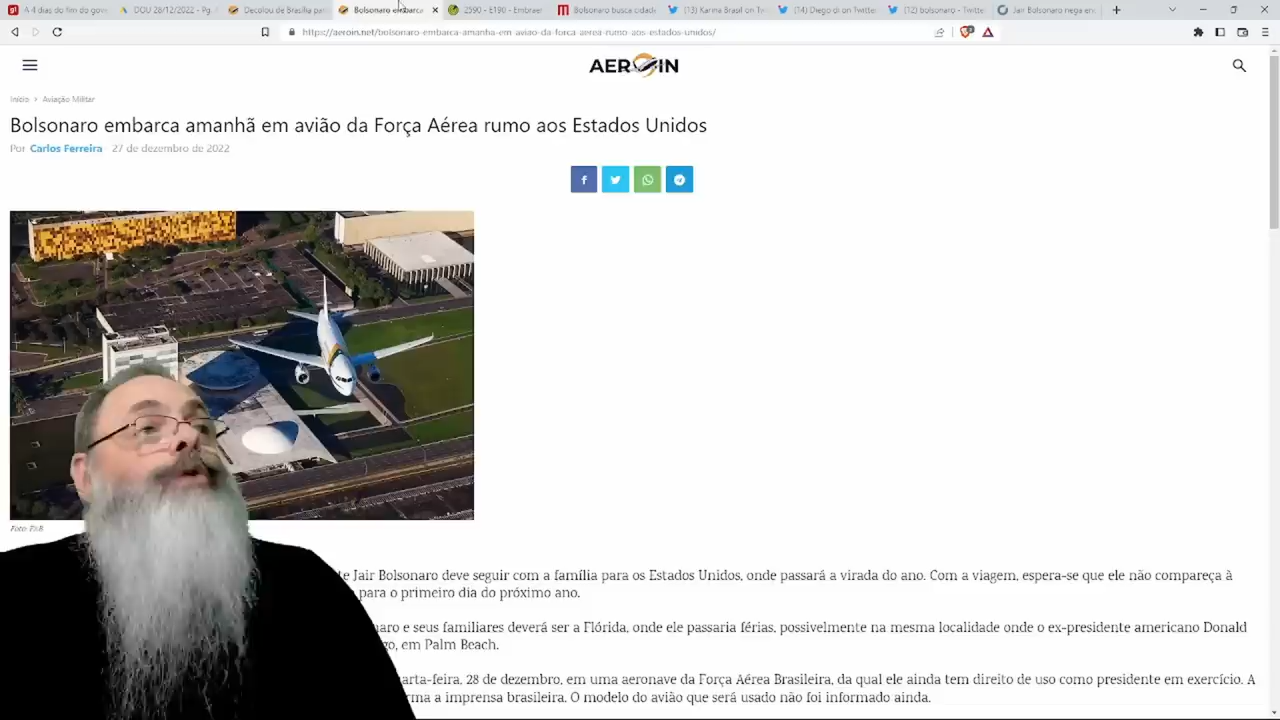 A 4 dias do fim do gov
DOU 28/12/2022 - Pg.
Decolou de Brasília par
Bolsonaro embarca
2590 - E190 - Embraer
Bolsonaro busca cidada
(13) Karina Brasil on Tw
(14) Diego di on Twitter
(12) bolsonaro - Twitter
Jair Bolsonaro nega en
https://aeroin.net/bolsonaro-embarca-amanha-em-aviao-da-forca-aerea-rumo-aos-estados-unidos/
AEROIN
Início > Aviação Militar
Bolsonaro embarca amanhã em avião da Força Aérea rumo aos Estados Unidos
Por Carlos Ferreira - 27 de dezembro de 2022
Foto: FAB
te Jair Bolsonaro deve seguir com a família para os Estados Unidos, onde passará a virada do ano. Com a viagem, espera-se que ele não compareça à
para o primeiro dia do próximo ano.
naro e seus familiares deverá ser a Flórida, onde ele passaria férias, possivelmente na mesma localidade onde o ex-presidente americano Donald
go, em Palm Beach.
arta-feira, 28 de dezembro, em uma aeronave da Força Aérea Brasileira, da qual ele ainda tem direito de uso como presidente em exercício. A
rma a imprensa brasileira. O modelo do avião que será usado não foi informado ainda.